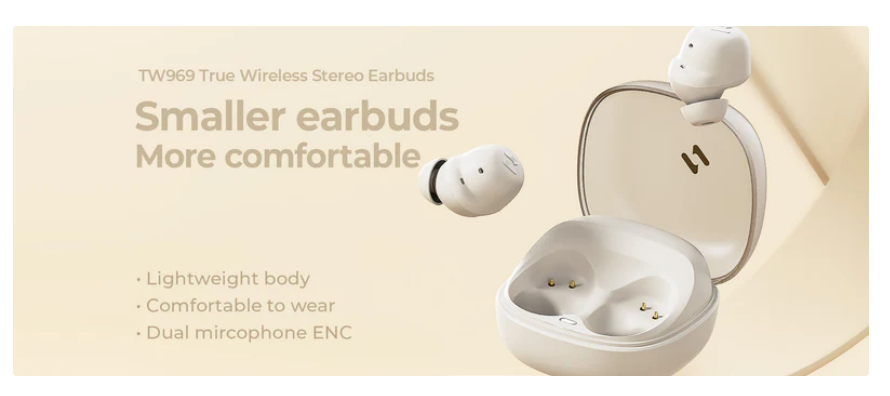 TW969 True Wireless Stereo Earbuds
Smaller earbuds
More comfortable
• Lightweight body
• Comfortable to wear
• Dual mircophone ENC